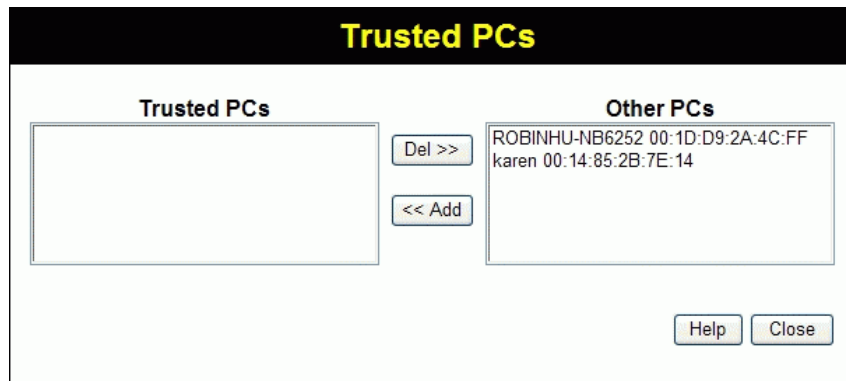 Trusted PCs
Trusted PCs
Other PCs
Del >>
<< Add
ROBINHU-NB6252 00:1D:D9:2A:4C:FF
karen 00:14:85:2B:7E:14
Help
Close